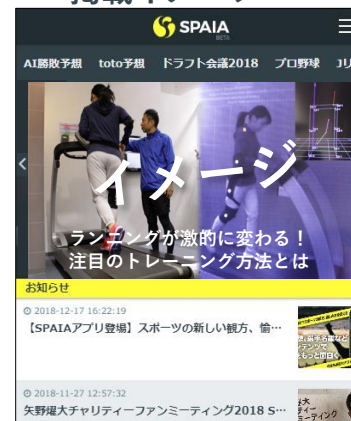 SPAIA
BETA
AI勝敗予想 toto予想 ドラフト会議2018 プロ野球
イメージ
ランニングが激的に変わる！
注目のトレーニング方法とは
お知らせ
2018-12-17 16:22:19
【SPAIAアプリ登場】スポーツの新しい観方、愉…
2018-11-27 12:57:32
矢野燿大チャリティーファンミーティング2018 S…